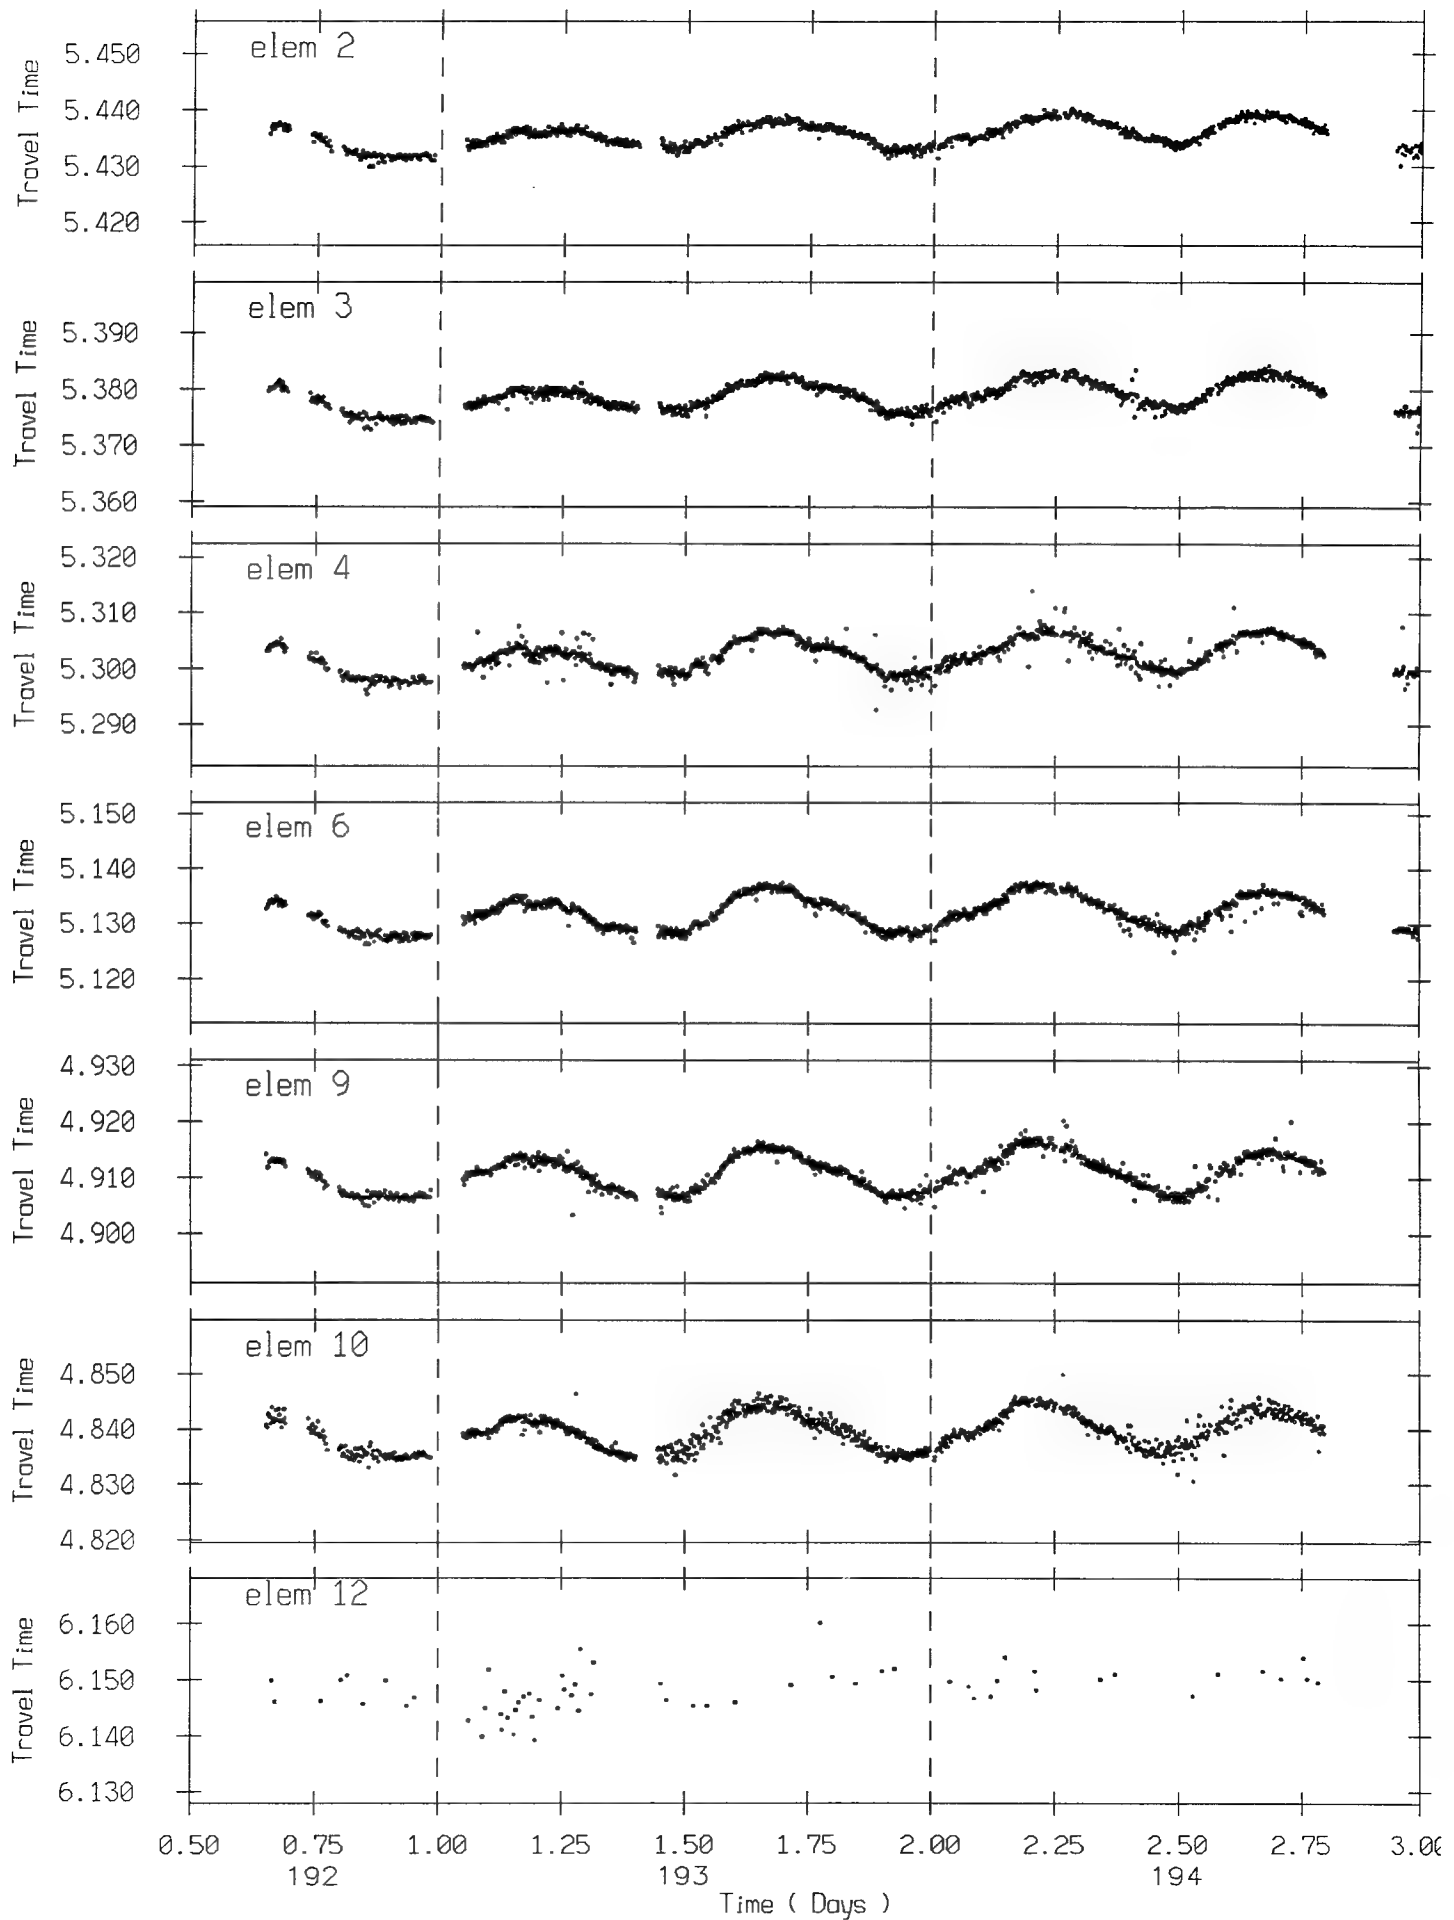 elem 2
Travel Time
5.450
5.440
5.430
5.420
elem 3
Travel Time
5.390
5.380
5.370
5.360
elem 4
Travel Time
5.320
5.310
5.300
5.290
elem 6
Travel Time
5.150
5.140
5.130
5.120
elem 9
Travel Time
4.930
4.920
4.910
4.900
elem 10
Travel Time
4.850
4.840
4.830
4.820
elem 12
Travel Time
6.160
6.150
6.140
6.130
0.50 0.75 1.00 1.25 1.50 1.75 2.00 2.25 2.50 2.75 3.00
192 193 194
Time ( Days )